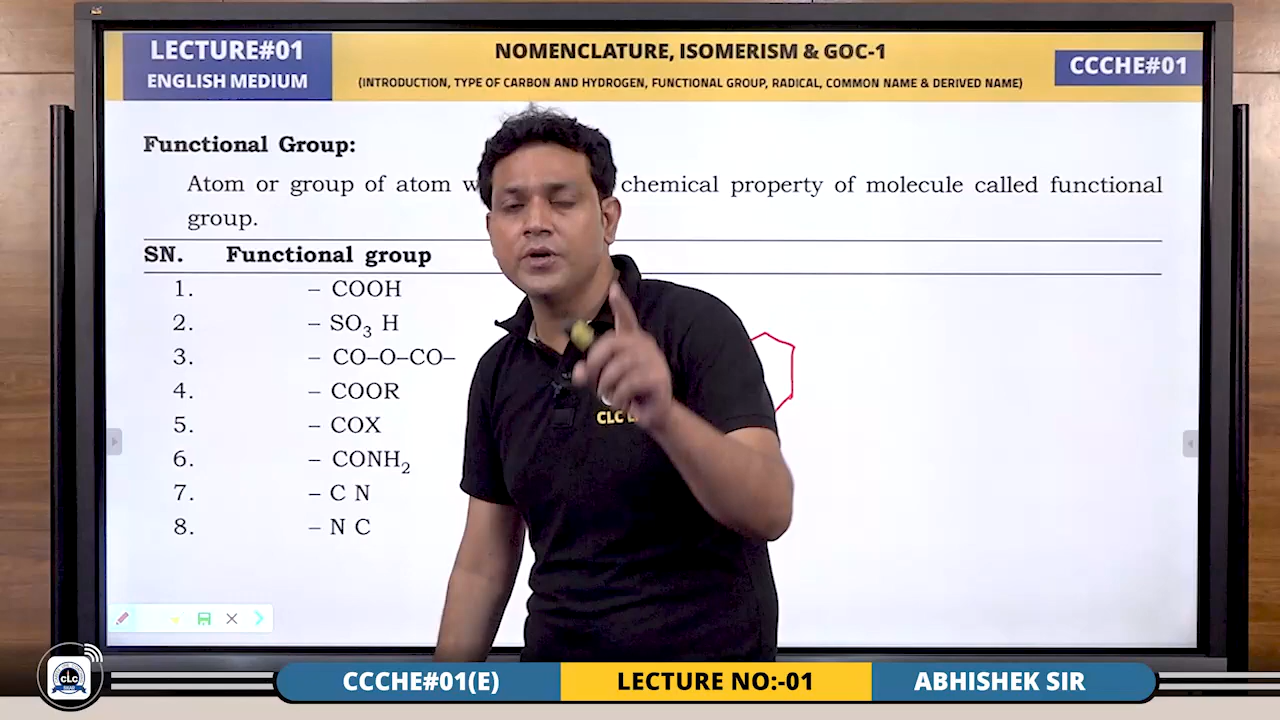 LECTURE#01
ENGLISH MEDIUM
NOMENCLATURE, ISOMERISM & GOC-1
(INTRODUCTION, TYPE OF CARBON AND HYDROGEN, FUNCTIONAL GROUP, RADICAL, COMMON NAME & DERIVED NAME)
CCCHE#01
Functional Group:
Atom or group of atom chemical property of molecule called functional
group.
SN. Functional group
1. – COOH
2. – SO₃ H
3. – CO–O–CO–
4. – COOR
5. – COX
6. – CONH₂
7. – C N
8. – N C
CLC
CLC
CCCHE#01(E)
LECTURE NO:-01
ABHISHEK SIR